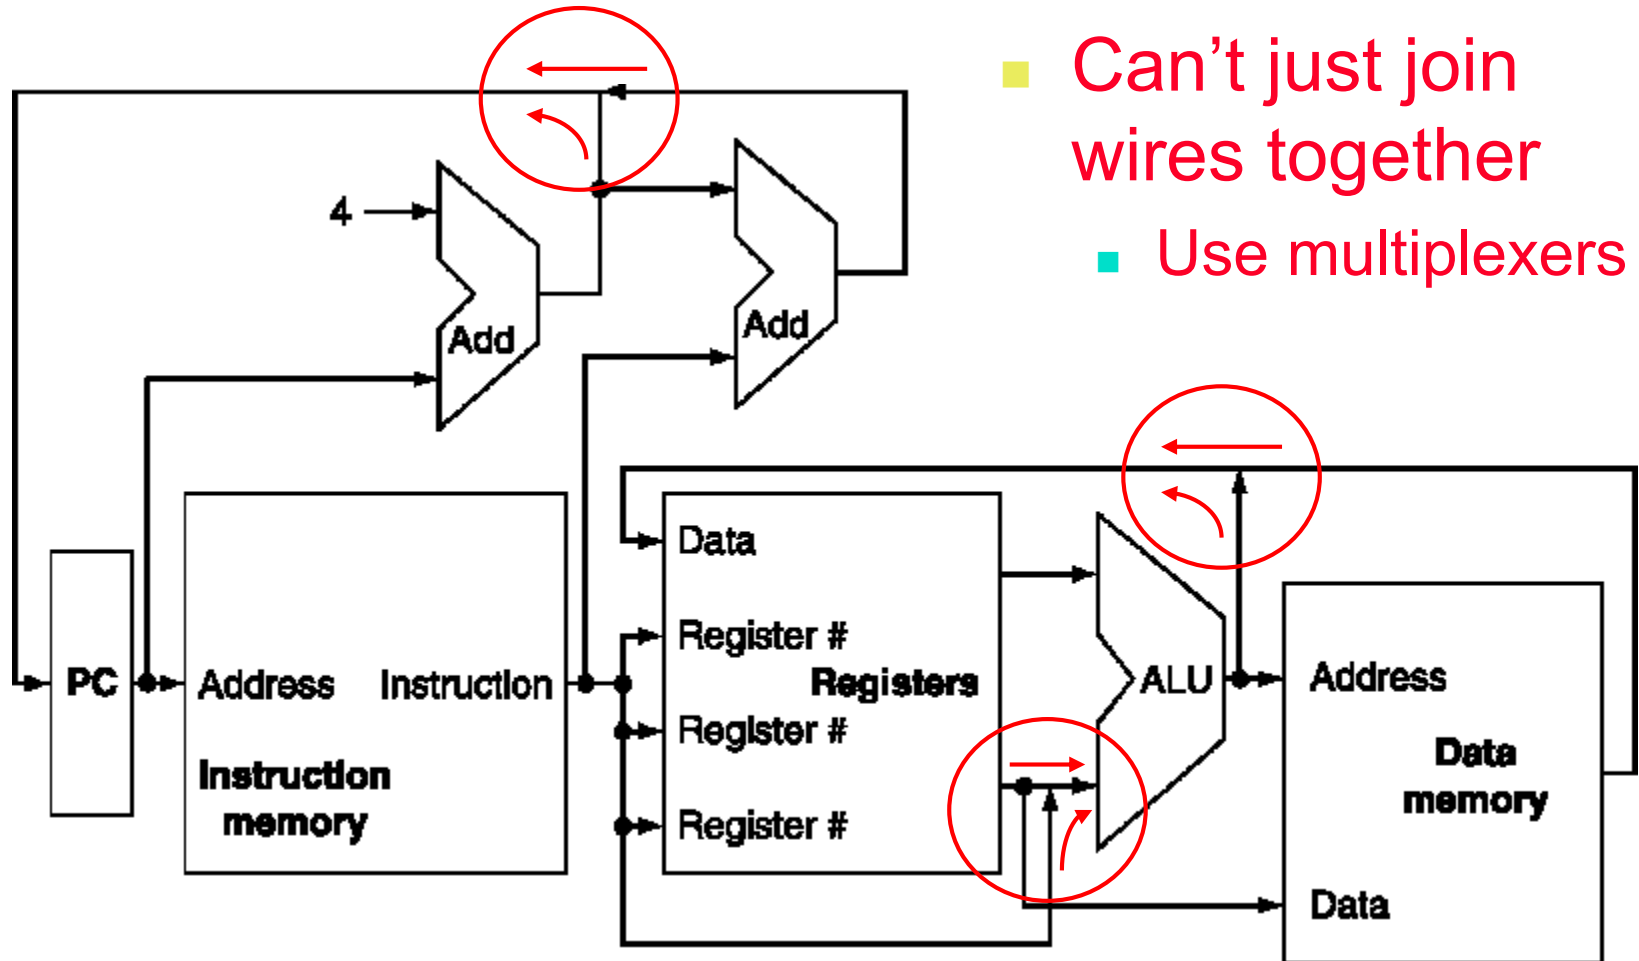 Can't just join
wires together
Use multiplexers
4
Add
Add
PC
Address
Instruction
Instruction
memory
Data
Register #
Registers
Register #
Register #
ALU
Address
Data
memory
Data